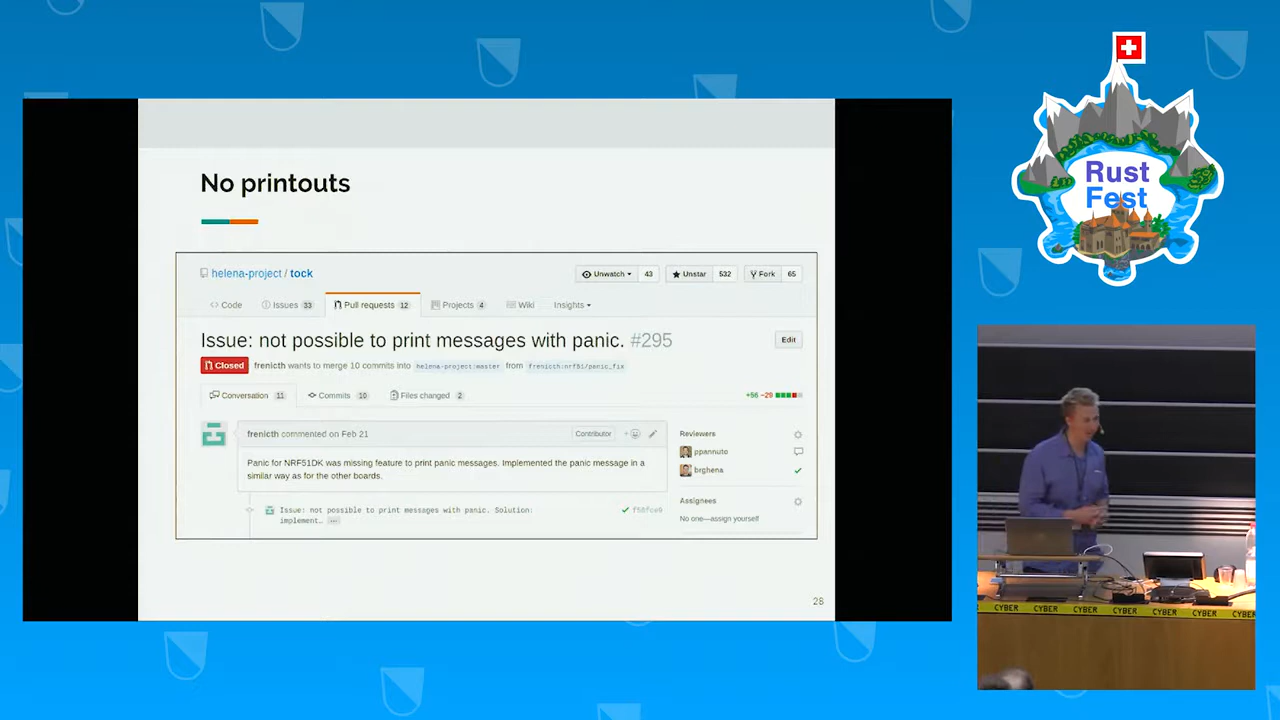 No printouts
helena-project / tock
Unwatch 43 Unstar 532 Fork 65
Code Issues 33 Pull requests 12 Projects 4 Wiki Insights
Issue: not possible to print messages with panic. #295
Edit
Closed frenicth wants to merge 10 commits into helena-project:master from frenicth:nrf51/panic_fix
Conversation 11 Commits 10 Files changed 2 +56 −29
frenicth commented on Feb 21 Contributor
Panic for NRF51DK was missing feature to print panic messages. Implemented the panic message in a
similar way as for the other boards.
Issue: not possible to print messages with panic. Solution:
implement…
Reviewers
ppannuto
brghena
Assignees
No one—assign yourself
28
Rust
Fest
CYBER CYBER CYBER CYBER CYBER CYBER CYBER